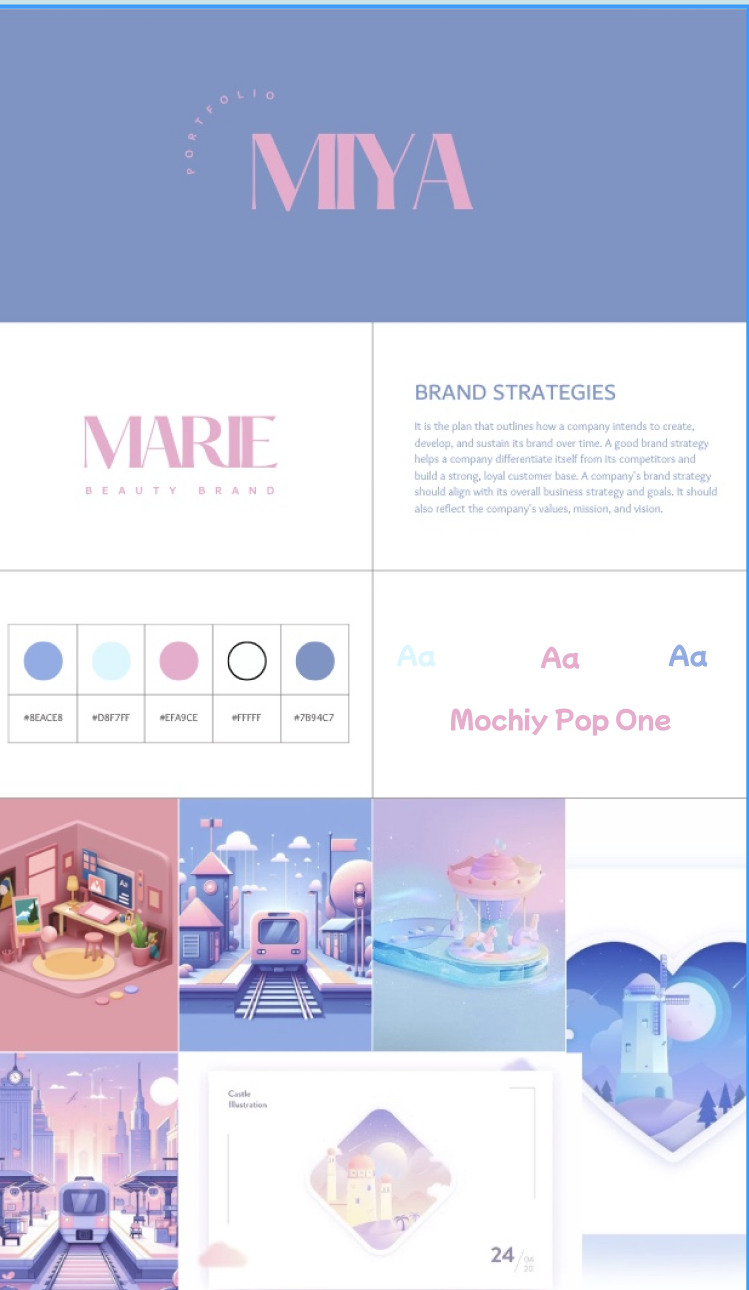 PORTFOLIO
MIYA
MARIE
BEAUTY BRAND
BRAND STRATEGIES
It is the plan that outlines how a company intends to create,
develop, and sustain its brand over time. A good brand strategy
helps a company differentiate itself from its competitors and
build a strong, loyal customer base. A company's brand strategy
should align with its overall business strategy and goals. It should
also reflect the company's values, mission, and vision.
#8EACE8
#D8F7FF
#EFA9CE
#FFFFF
#7B94C7
Aa
Aa
Aa
Mochiy Pop One
Aa
Castle
Illustration
24/04
20